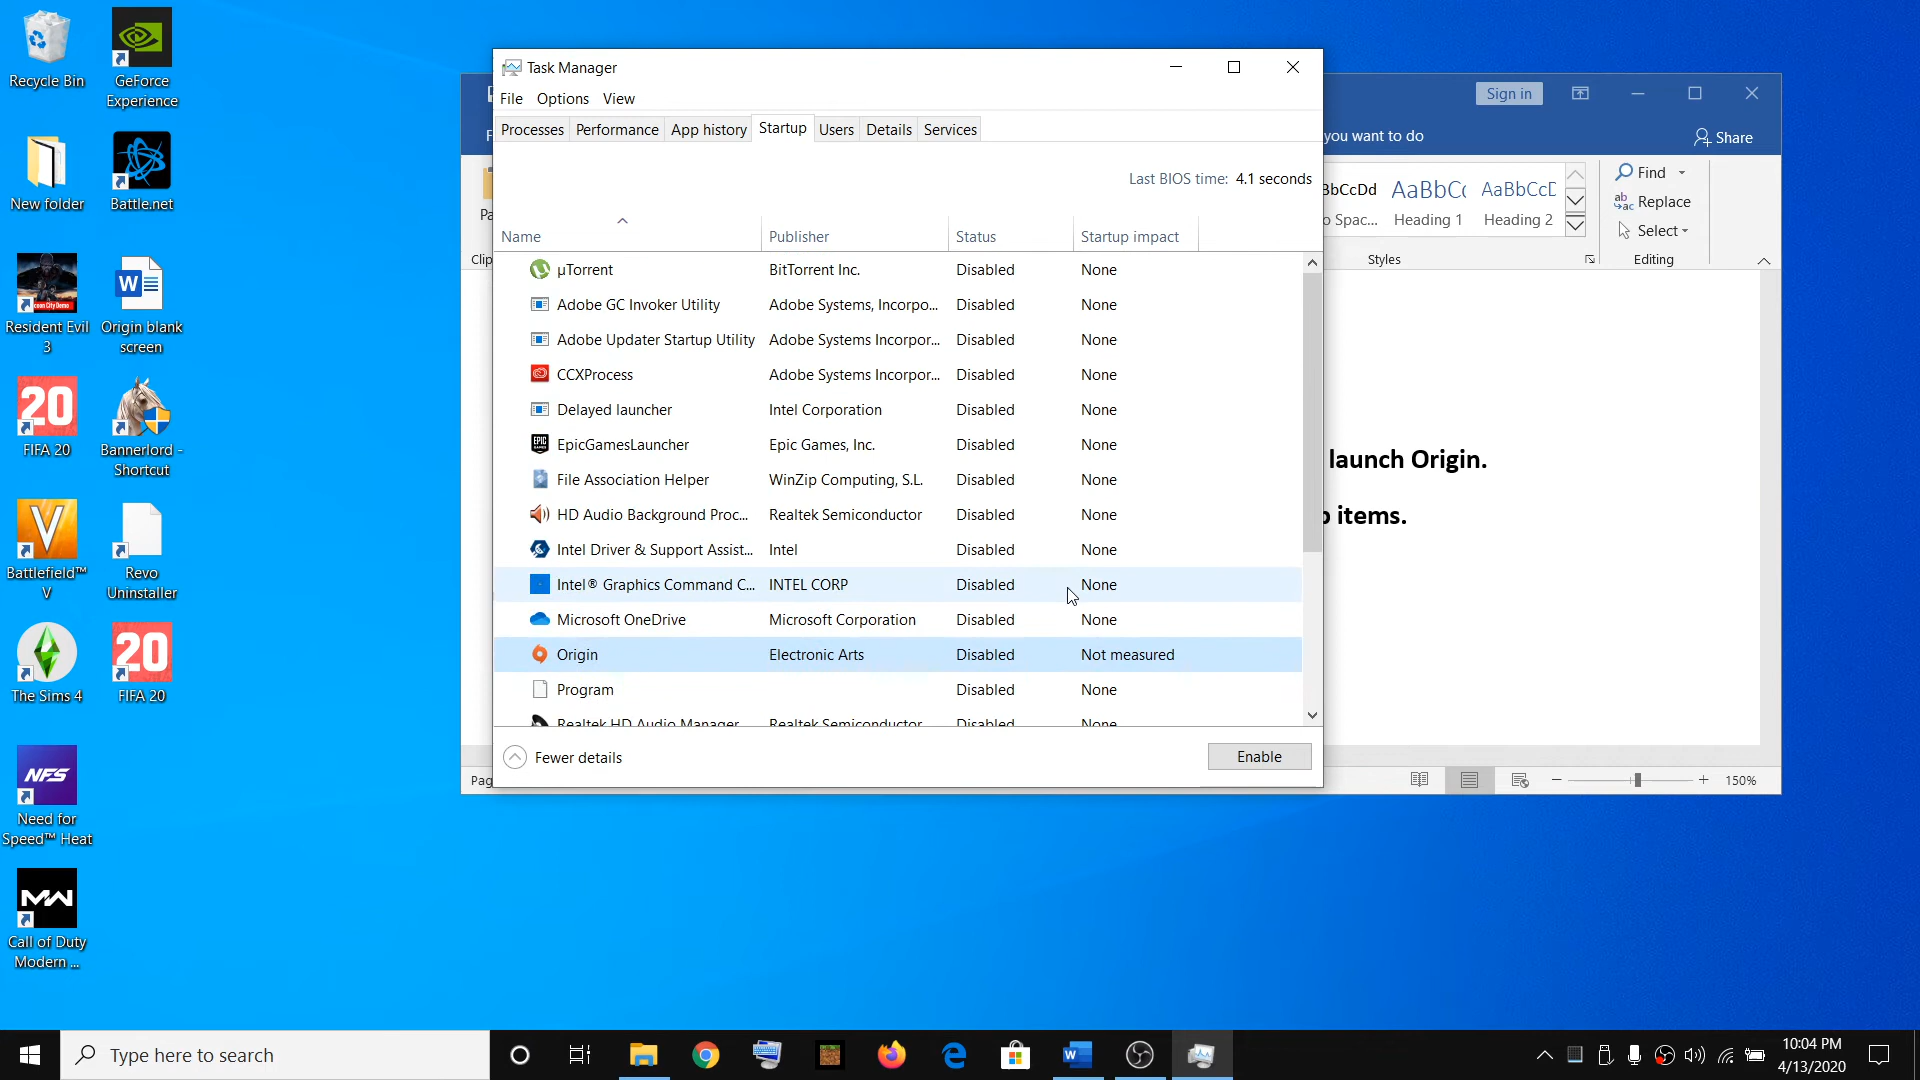 Recycle Bin
GeForce
Experience
New folder
Battle.net
Resident Evil
3
Origin blank
screen
FIFA 20
Bannerlord -
Shortcut
Battlefield™
V
Revo
Uninstaller
The Sims 4
FIFA 20
Need for
Speed™ Heat
Call of Duty
Modern ...
Task Manager
File Options View
Processes Performance App history Startup Users Details Services
Last BIOS time: 4.1 seconds
Name Publisher Status Startup impact
µTorrent BitTorrent Inc. Disabled None
Adobe GC Invoker Utility Adobe Systems, Incorpo... Disabled None
Adobe Updater Startup Utility Adobe Systems Incorpor... Disabled None
CCXProcess Adobe Systems Incorpor... Disabled None
Delayed launcher Intel Corporation Disabled None
EpicGamesLauncher Epic Games, Inc. Disabled None
File Association Helper WinZip Computing, S.L. Disabled None
HD Audio Background Proc... Realtek Semiconductor Disabled None
Intel Driver & Support Assist... Intel Disabled None
Intel® Graphics Command C... INTEL CORP Disabled None
Microsoft OneDrive Microsoft Corporation Disabled None
Origin Electronic Arts Disabled Not measured
Program Disabled None
Realtek HD Audio Manager Realtek Semiconductor Disabled None
Fewer details
Enable
Sign in
you want to do
Share
Find
Replace
Select
Editing
bCcDd AaBbC AaBbCcD
o Spac... Heading 1 Heading 2
Styles
Clip
Pa
launch Origin.
items.
Pag
150%
Type here to search
10:04 PM
4/13/2020